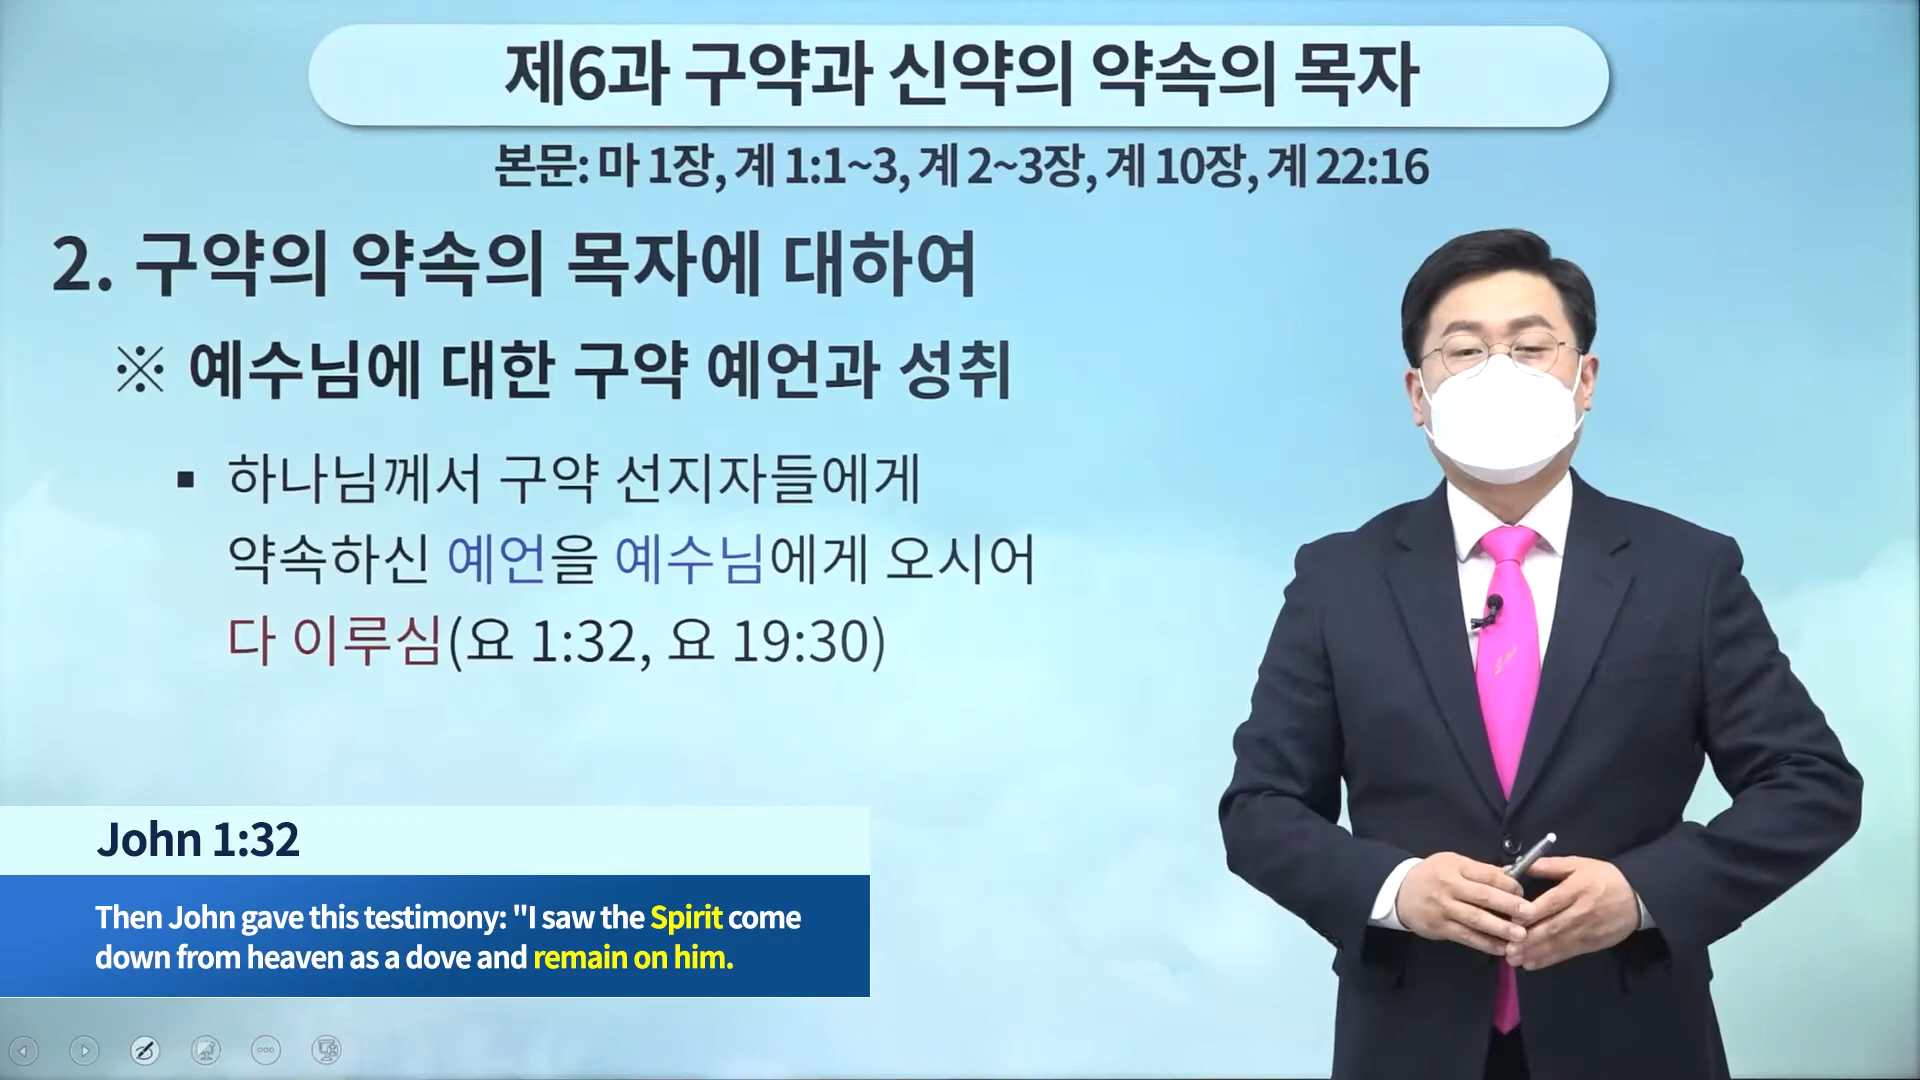 제6과 구약과 신약의 약속의 목자
본문: 마 1장, 계 1:1~3, 계 2~3장, 계 10장, 계 22:16
2. 구약의 약속의 목자에 대하여
※ 예수님에 대한 구약 예언과 성취
▪ 하나님께서 구약 선지자들에게
약속하신 예언을 예수님에게 오시어
다 이루심(요 1:32, 요 19:30)
John 1:32
Then John gave this testimony: "I saw the Spirit come
down from heaven as a dove and remain on him.